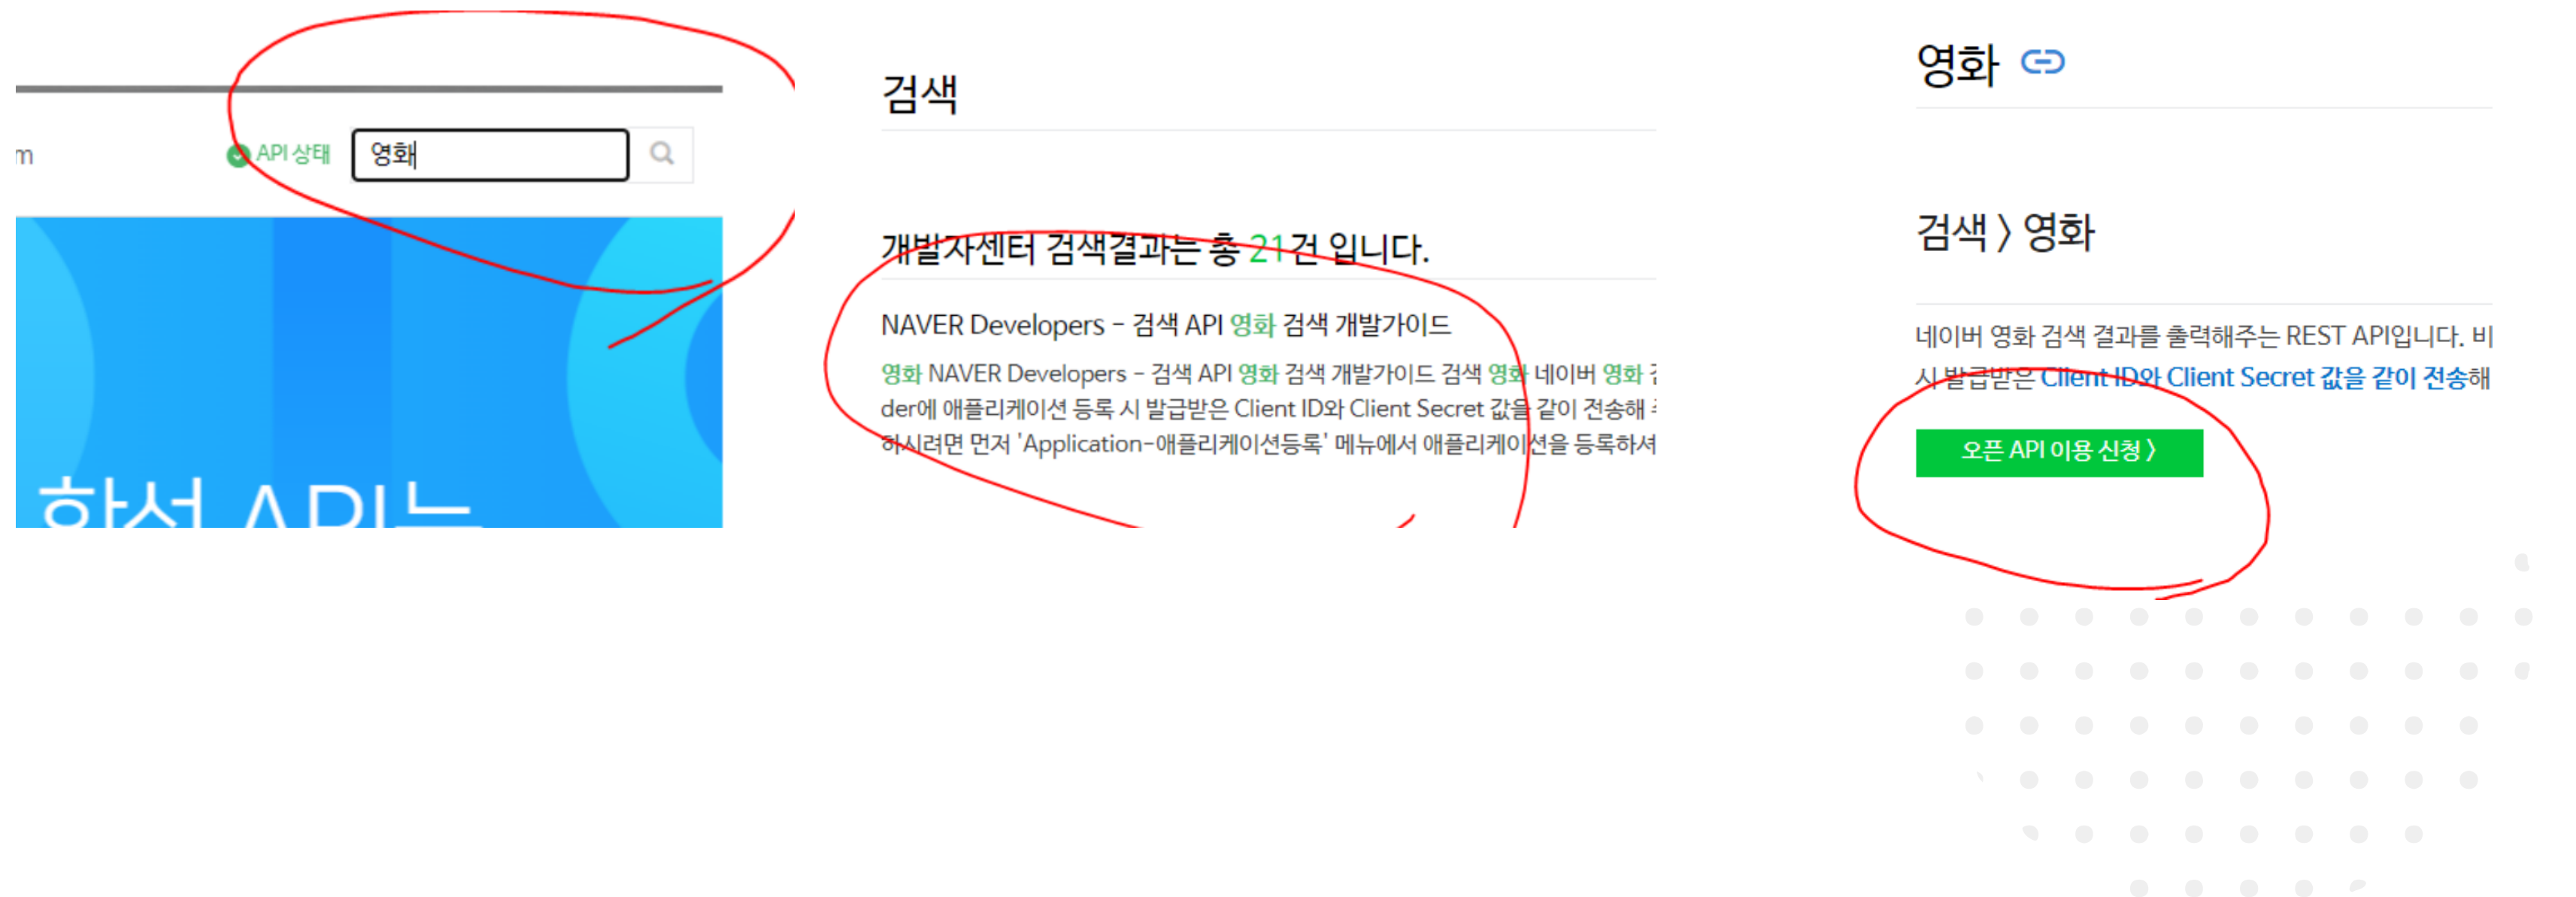 m
API 상태
영화
항선 API는
검색
개발자센터 검색결과는 총 21건 입니다.
NAVER Developers - 검색 API 영화 검색 개발가이드
영화 NAVER Developers - 검색 API 영화 검색 개발가이드 검색 영화 네이버 영화
der에 애플리케이션 등록 시 발급받은 Client ID와 Client Secret 값을 같이 전송해
하시려면 먼저 'Application-애플리케이션등록' 메뉴에서 애플리케이션을 등록하셔
영화
검색 > 영화
네이버 영화 검색 결과를 출력해주는 REST API입니다. 비
시 발급받은 Client ID와 Client Secret 값을 같이 전송해
오픈 API 이용 신청 >